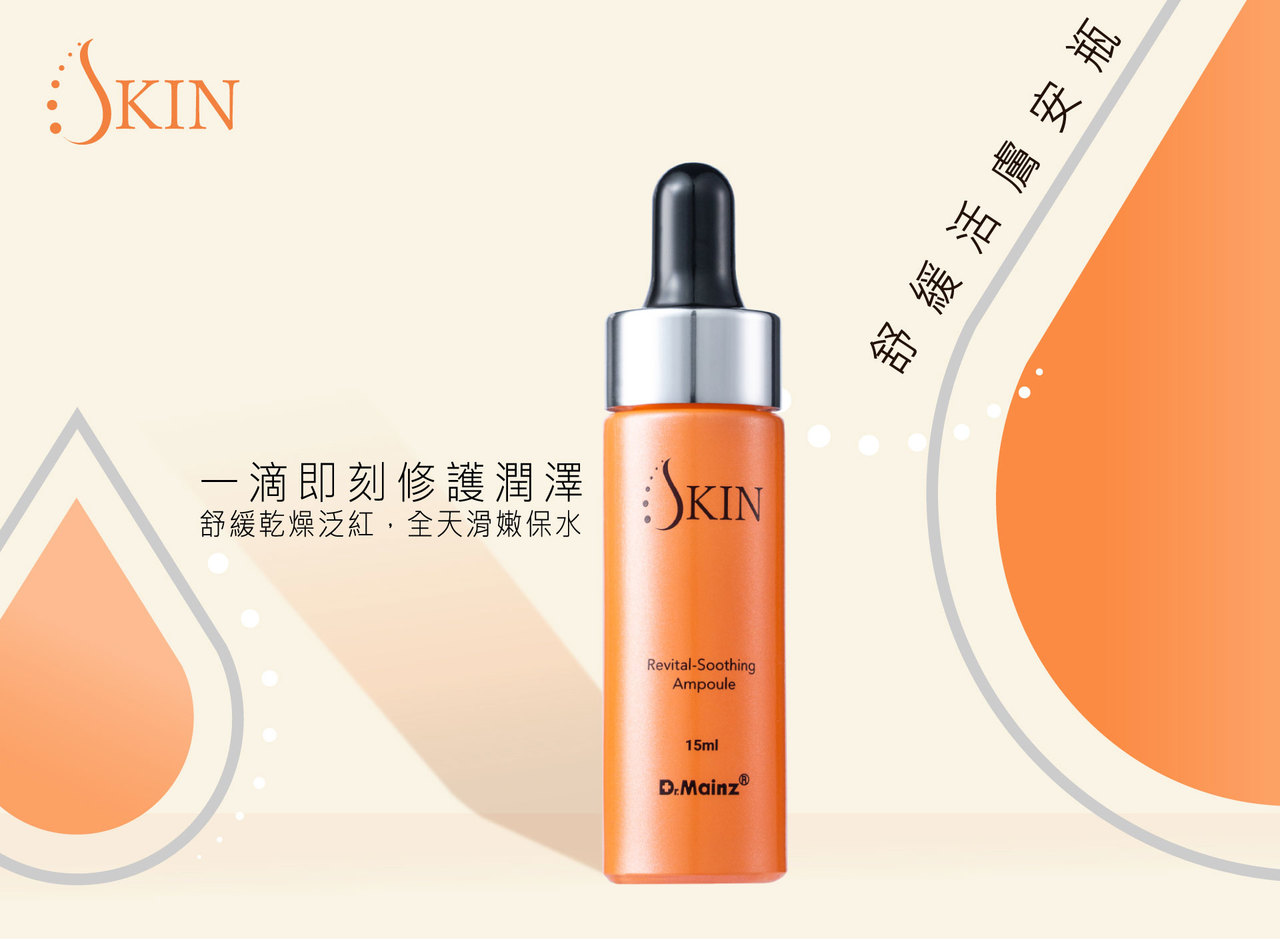 SKIN
舒緩活膚安瓶
一滴即刻修護潤澤
舒緩乾燥泛紅，全天滑嫩保水
SKIN
Revital-Soothing
Ampoule
15ml
Dr.Mainz®